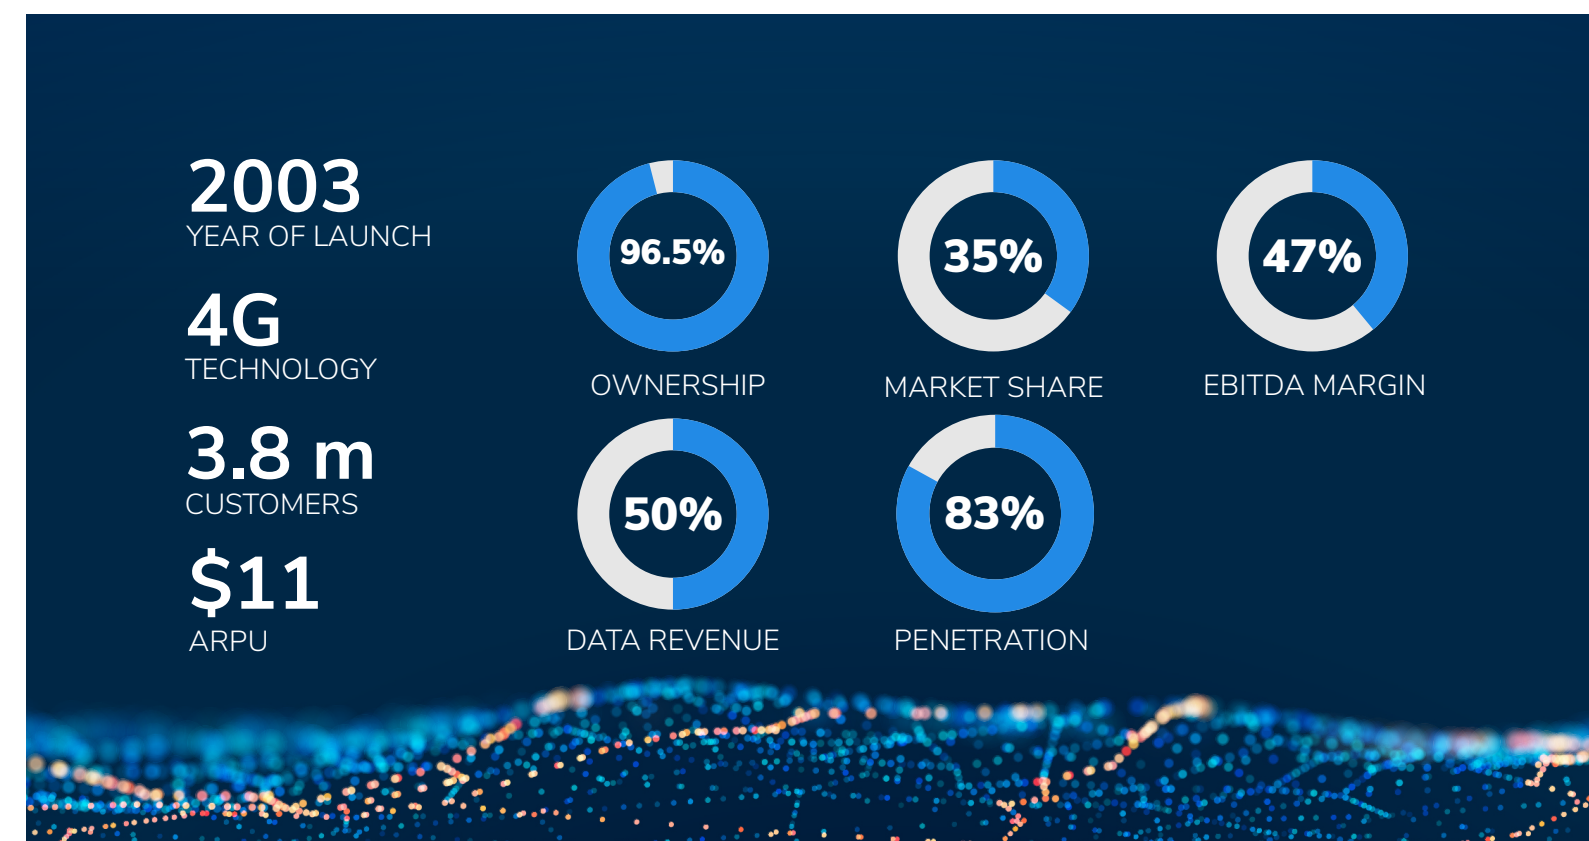 2003
YEAR OF LAUNCH
4G
TECHNOLOGY
3.8 m
CUSTOMERS
$11
ARPU
96.5%
OWNERSHIP
35%
MARKET SHARE
47%
EBITDA MARGIN
50%
DATA REVENUE
83%
PENETRATION